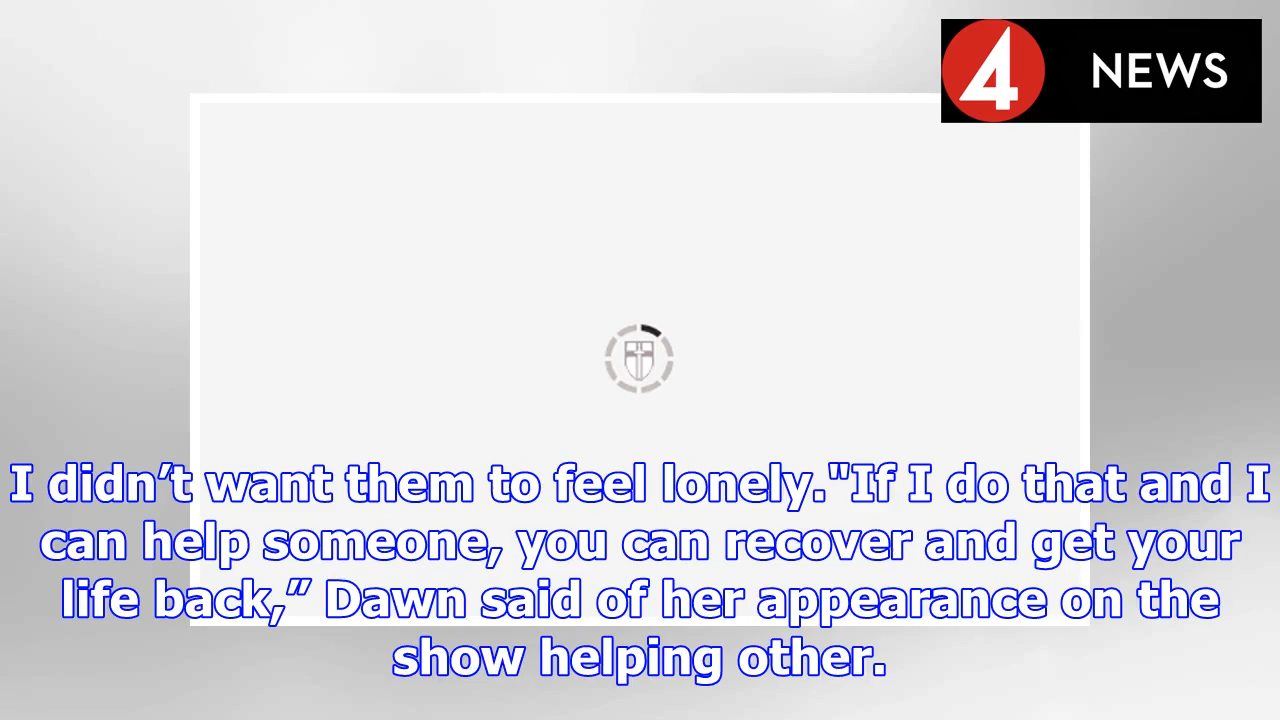 4 NEWS
I didn’t want them to feel lonely."If I do that and I
can help someone, you can recover and get your
life back,” Dawn said of her appearance on the
show helping other.